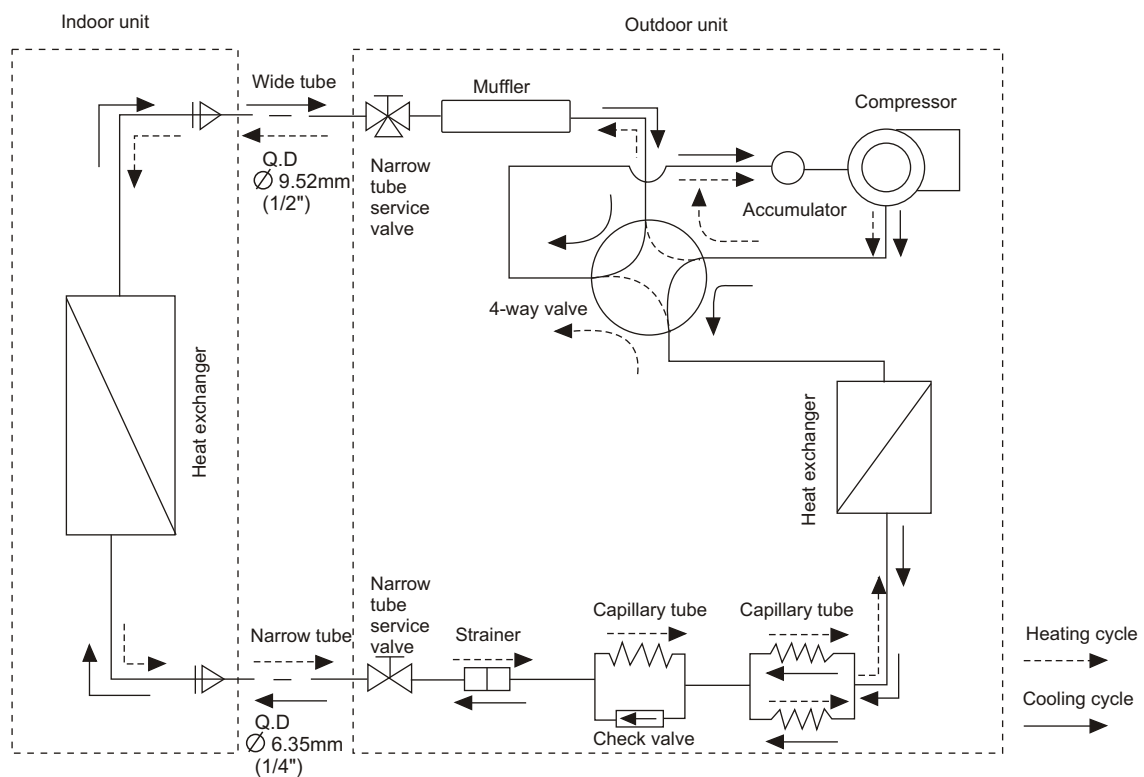 Indoor unit
Outdoor unit
Wide tube
Muffler
Compressor
Q.D
Ø 9.52mm
(1/2")
Narrow
tube
service
valve
Accumulator
4-way valve
Heat exchanger
Heat exchanger
Narrow
tube
service
valve
Narrow tube
Strainer
Capillary tube
Capillary tube
Heating cycle
Cooling cycle
Q.D
Ø 6.35mm
(1/4")
Check valve